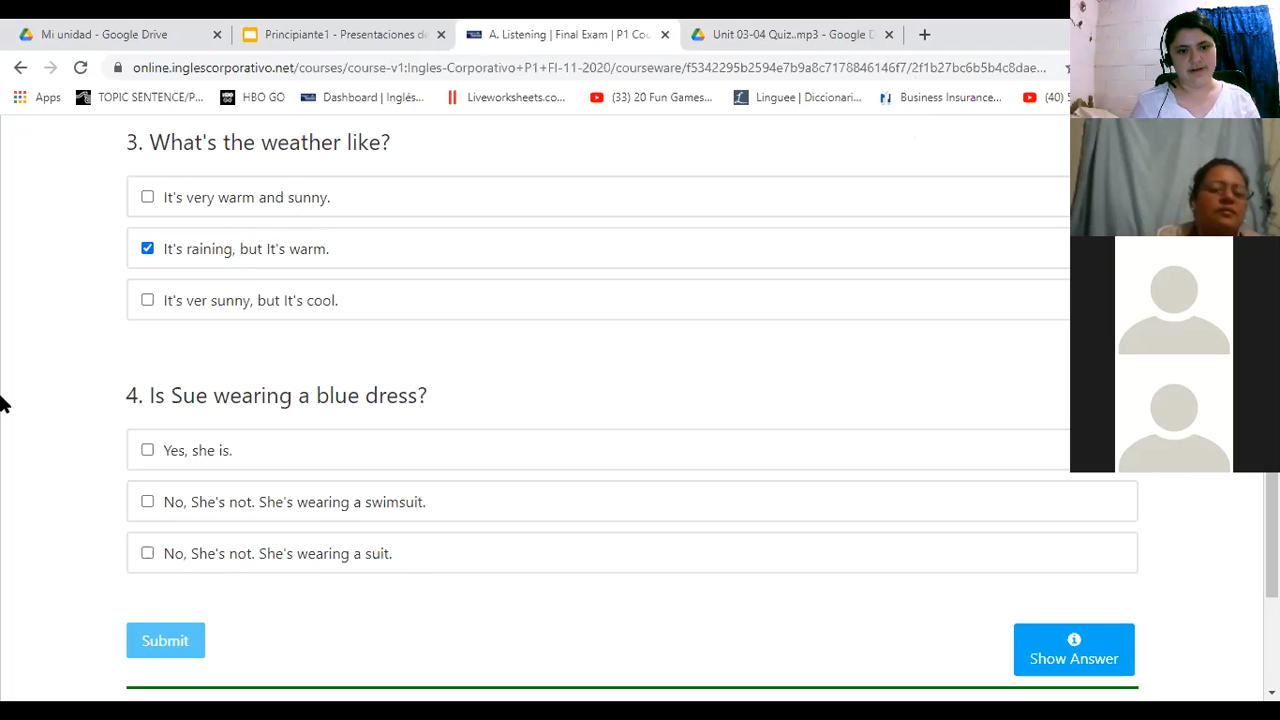 Mi unidad - Google Drive
Principiante1 - Presentaciones de
A. Listening | Final Exam | P1 Cou
Unit 03-04 Quiz..mp3 - Google D
online.inglescorporativo.net/courses/course-v1:Ingles-Corporativo+P1+FI-11-2020/courseware/f5342295b2594e7b9a8c7178846146f7/2f1b27bc6b5b4c8dae...
Apps
TOPIC SENTENCE/P...
HBO GO
Dashboard | Inglés...
Liveworksheets.co...
(33) 20 Fun Games...
Linguee | Diccionari...
Business Insurance...
(40)
3. What's the weather like?
It's very warm and sunny.
It's raining, but It's warm.
It's ver sunny, but It's cool.
4. Is Sue wearing a blue dress?
Yes, she is.
No, She's not. She's wearing a swimsuit.
No, She's not. She's wearing a suit.
Submit
Show Answer